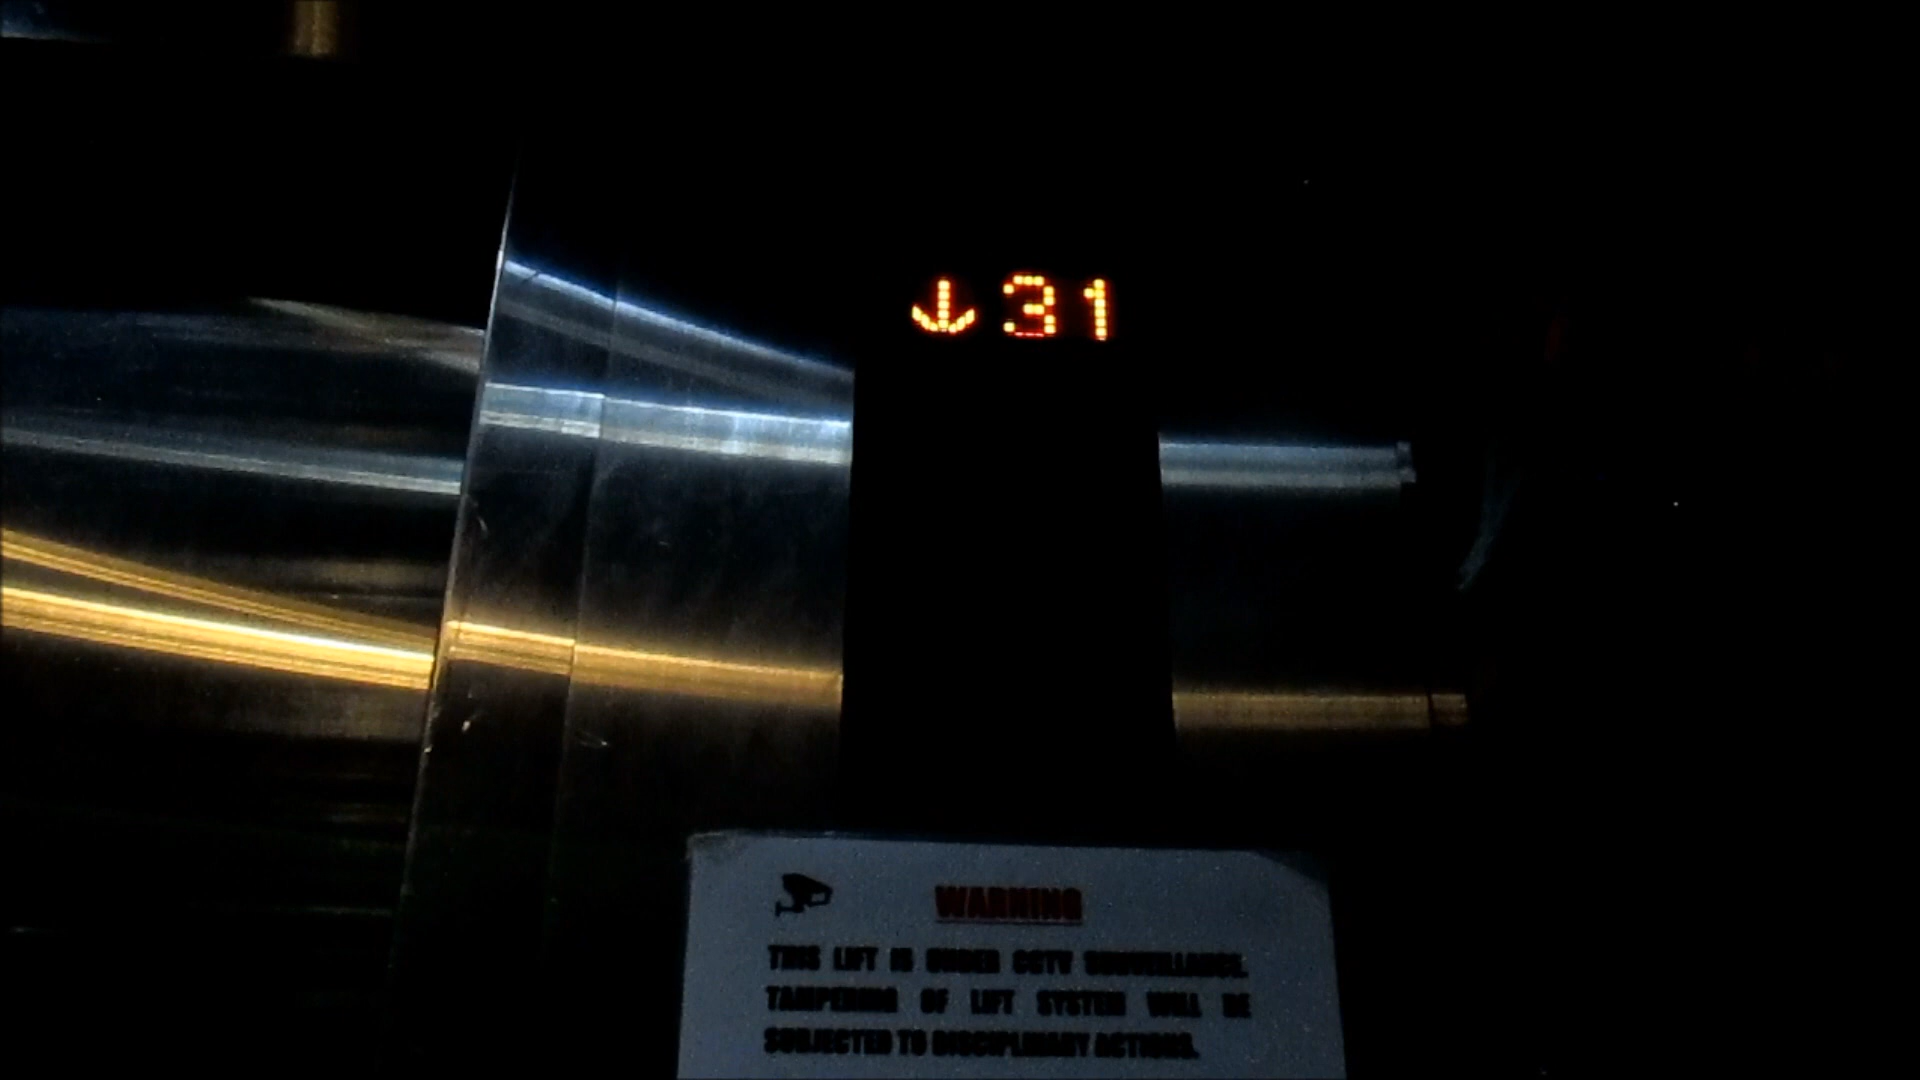 ↓31
WARNING
THIS LIFT IS UNDER CCTV SURVEILLANCE.
TAMPERING OF LIFT SYSTEM WILL BE
SUBJECTED TO DISCIPLINARY ACTIONS.